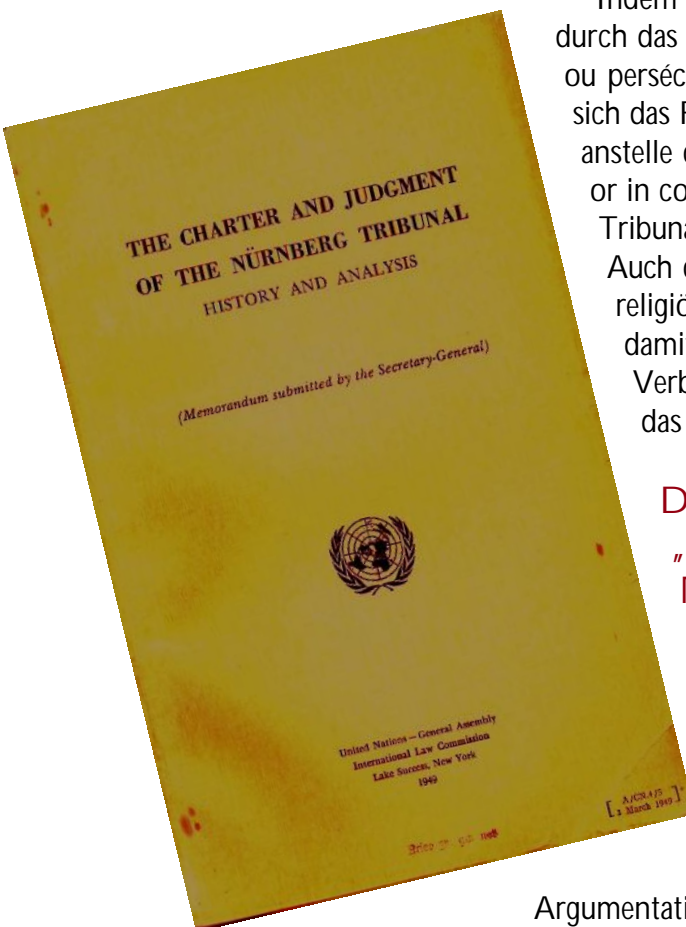 THE CHARTER AND JUDGMENT
OF THE NÜRNBERG TRIBUNAL
HISTORY AND ANALYSIS
(Memorandum submitted by the Secretary-General)
United Nations — General Assembly
International Law Commission
Lake Success, New York
1949
[A/CN.4/5
2 March 1949]
Indem
durch das
ou perséc
sich das
anstelle
or in co
Tribuna
Auch
religiö
dami
Verb
das
D
„
Argumentati